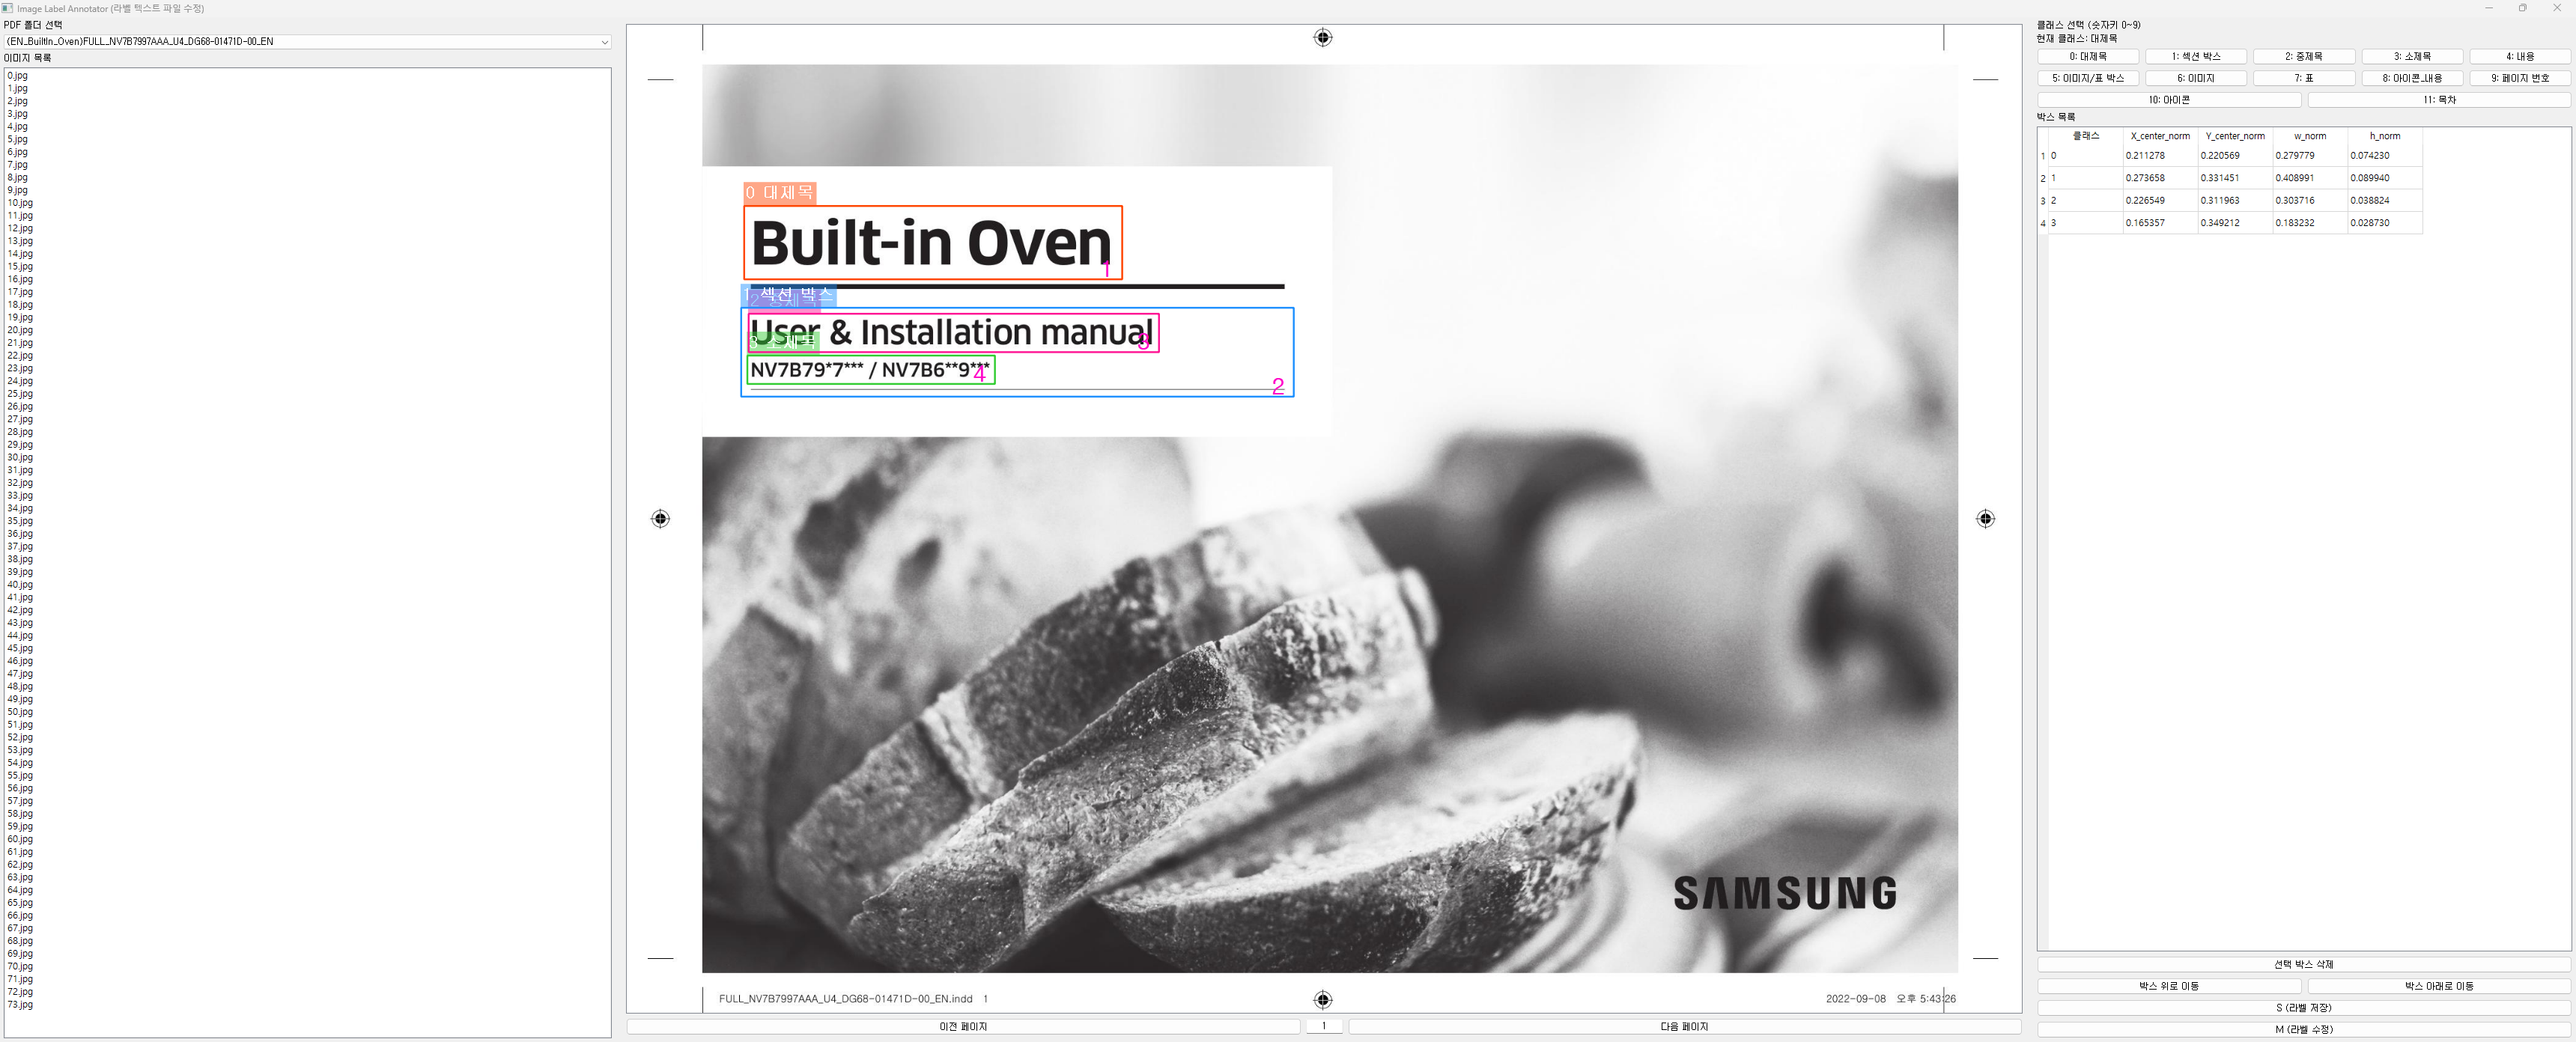 Image Label Annotator (라벨 텍스트 파일 수정)
PDF 폴더 선택
(EN_BuiltIn_Oven)FULL_NV7B7997AAA_U4_DG68-01471D-00_EN
이미지 목록
0.jpg
1.jpg
2.jpg
3.jpg
4.jpg
5.jpg
6.jpg
7.jpg
8.jpg
9.jpg
10.jpg
11.jpg
12.jpg
13.jpg
14.jpg
15.jpg
16.jpg
17.jpg
18.jpg
19.jpg
20.jpg
21.jpg
22.jpg
23.jpg
24.jpg
25.jpg
26.jpg
27.jpg
28.jpg
29.jpg
30.jpg
31.jpg
32.jpg
33.jpg
34.jpg
35.jpg
36.jpg
37.jpg
38.jpg
39.jpg
40.jpg
41.jpg
42.jpg
43.jpg
44.jpg
45.jpg
46.jpg
47.jpg
48.jpg
49.jpg
50.jpg
51.jpg
52.jpg
53.jpg
54.jpg
55.jpg
56.jpg
57.jpg
58.jpg
59.jpg
60.jpg
61.jpg
62.jpg
63.jpg
64.jpg
65.jpg
66.jpg
67.jpg
68.jpg
69.jpg
70.jpg
71.jpg
72.jpg
73.jpg
0 대제목
Built-in Oven
1
1 섹션 박스
2 중제목
User & Installation manual
3
3 소제목
NV7B79*7*** / NV7B6**9***
4
2
SAMSUNG
FULL_NV7B7997AAA_U4_DG68-01471D-00_EN.indd 1
2022-09-08 오후 5:43:26
이전 페이지
1
다음 페이지
클래스 선택 (숫자키 0~9)
현재 클래스: 대제목
0: 대제목
1: 섹션 박스
2: 중제목
3: 소제목
4: 내용
5: 이미지/표 박스
6: 이미지
7: 표
8: 아이콘_내용
9: 페이지 번호
10: 아이콘
11: 목차
박스 목록
클래스 X_center_norm Y_center_norm w_norm h_norm
1 0 0.211278 0.220569 0.279779 0.074230
2 1 0.273658 0.331451 0.408991 0.089940
3 2 0.226549 0.311963 0.303716 0.038824
4 3 0.165357 0.349212 0.183232 0.028730
선택 박스 삭제
박스 위로 이동
박스 아래로 이동
S (라벨 저장)
M (라벨 수정)